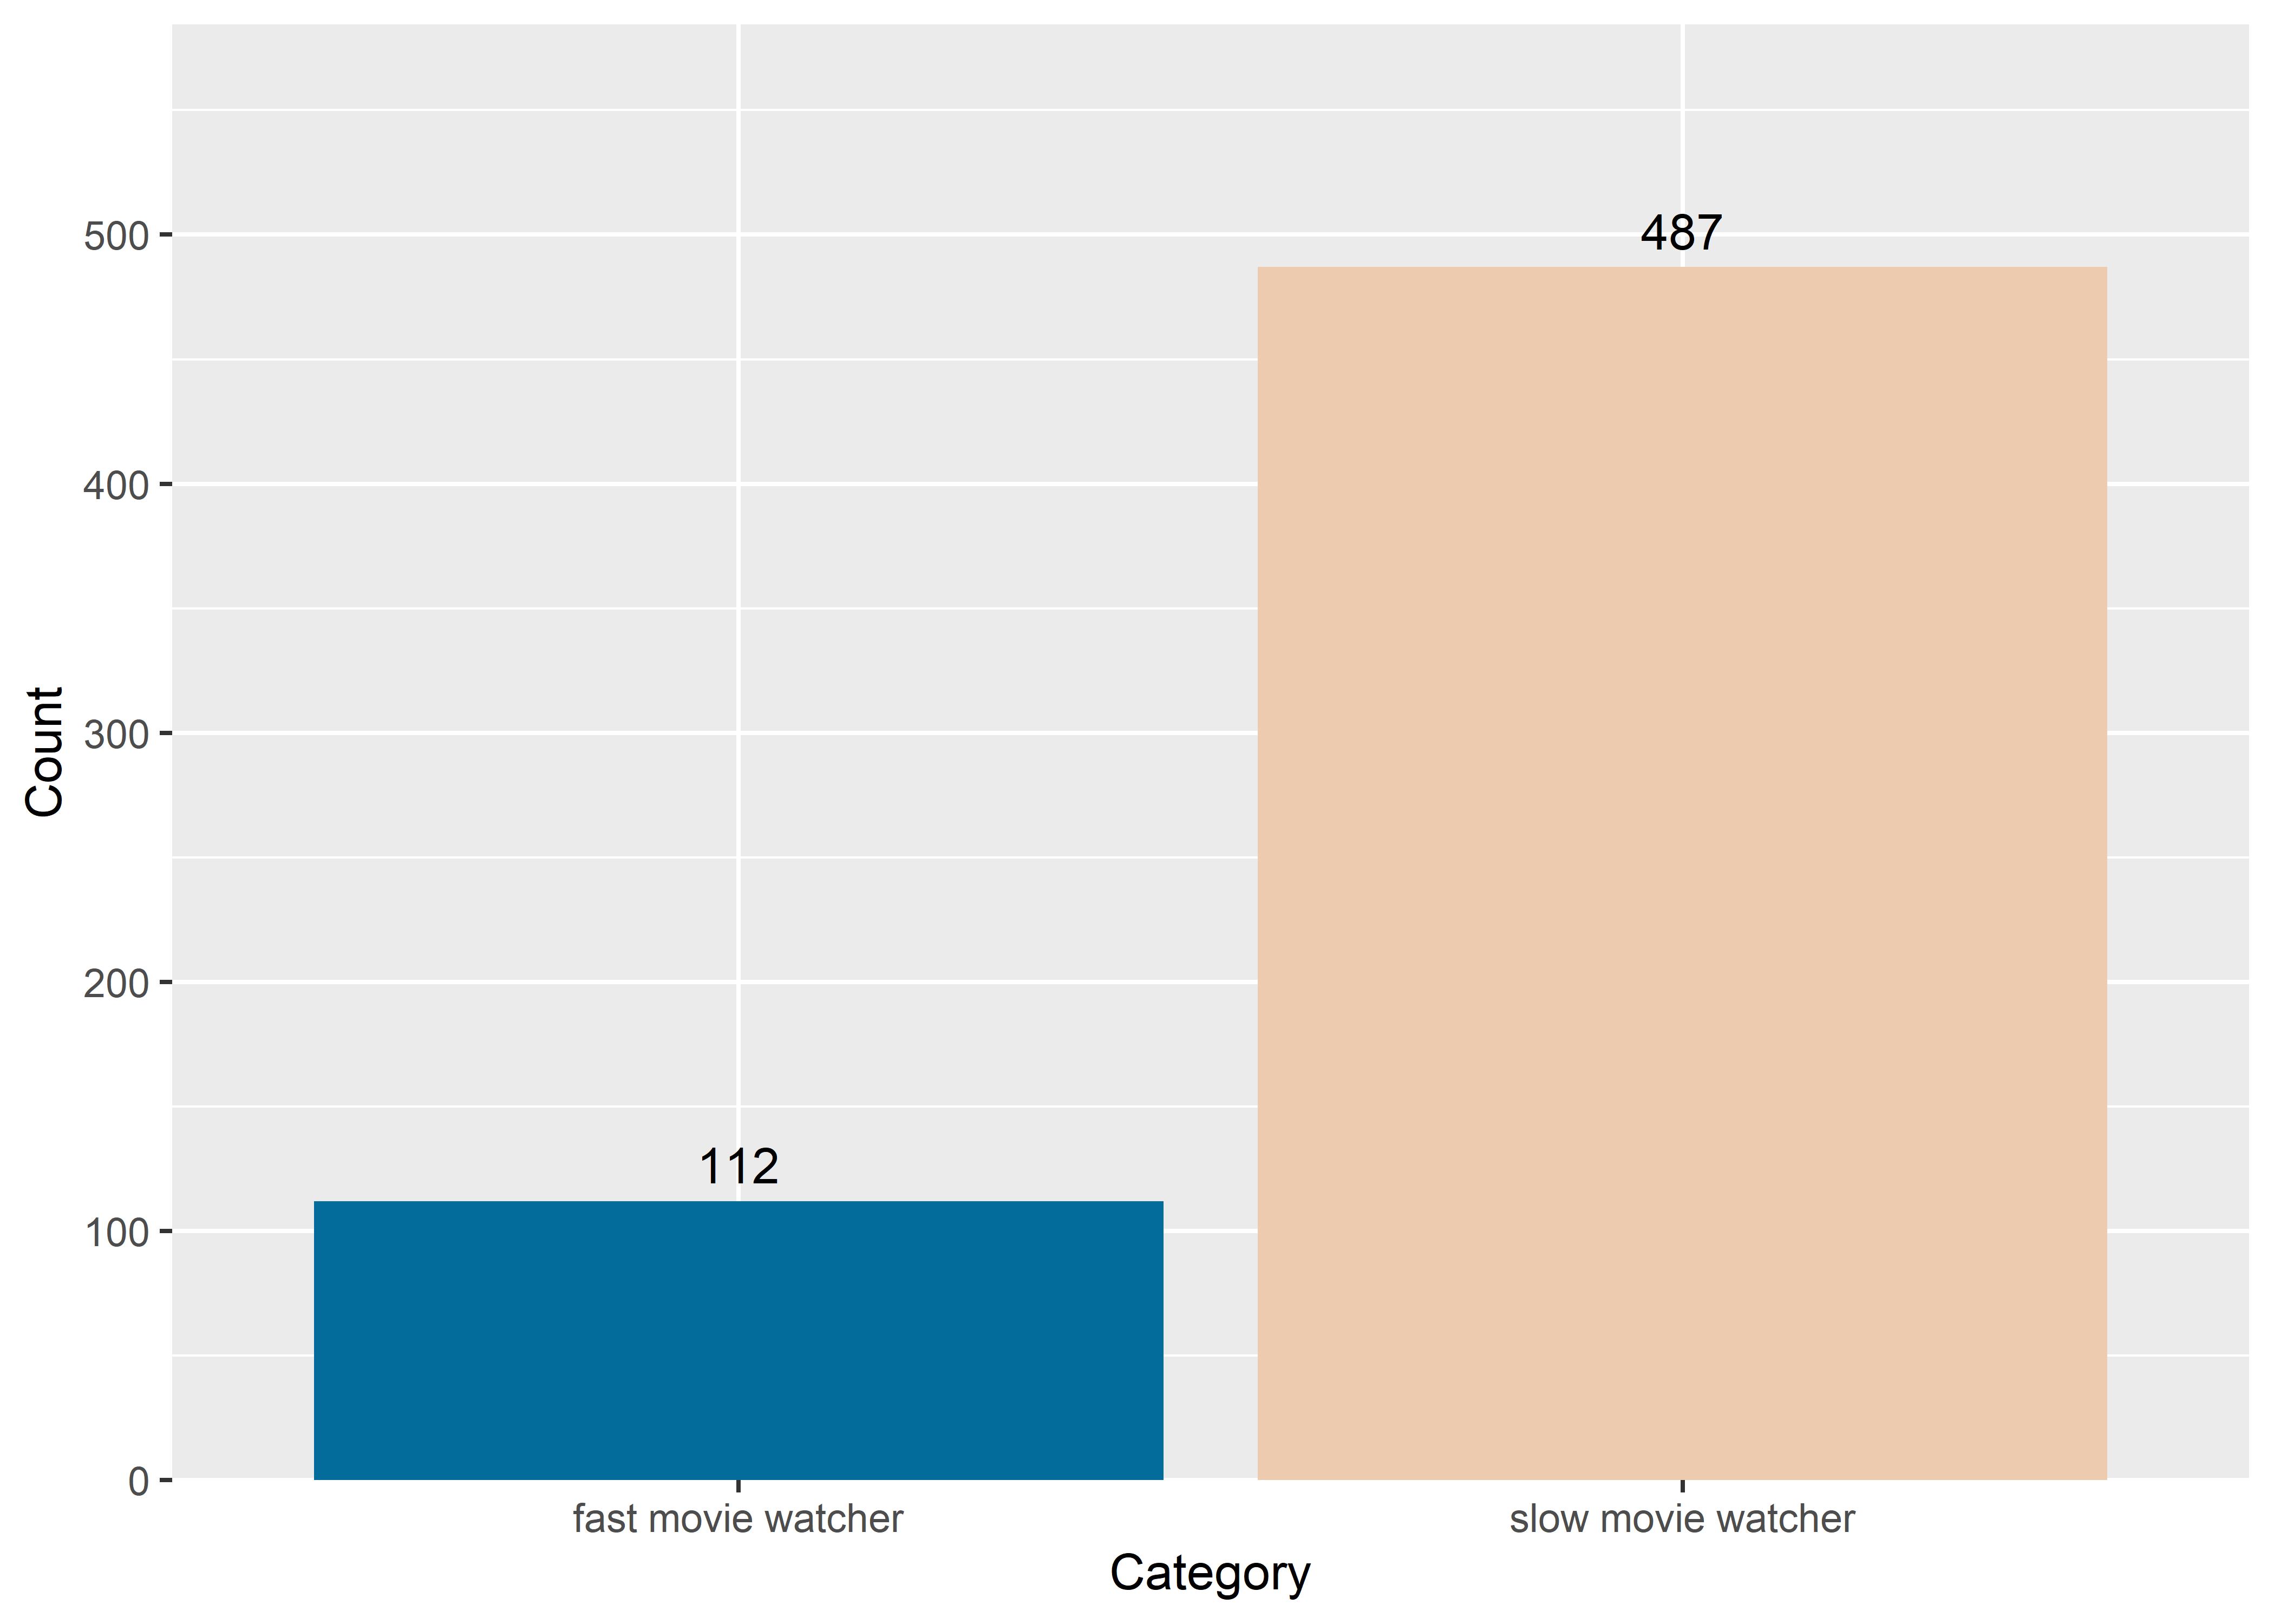 487
112
500
400
300
200
100
0
Count
fast movie watcher
slow movie watcher
Category